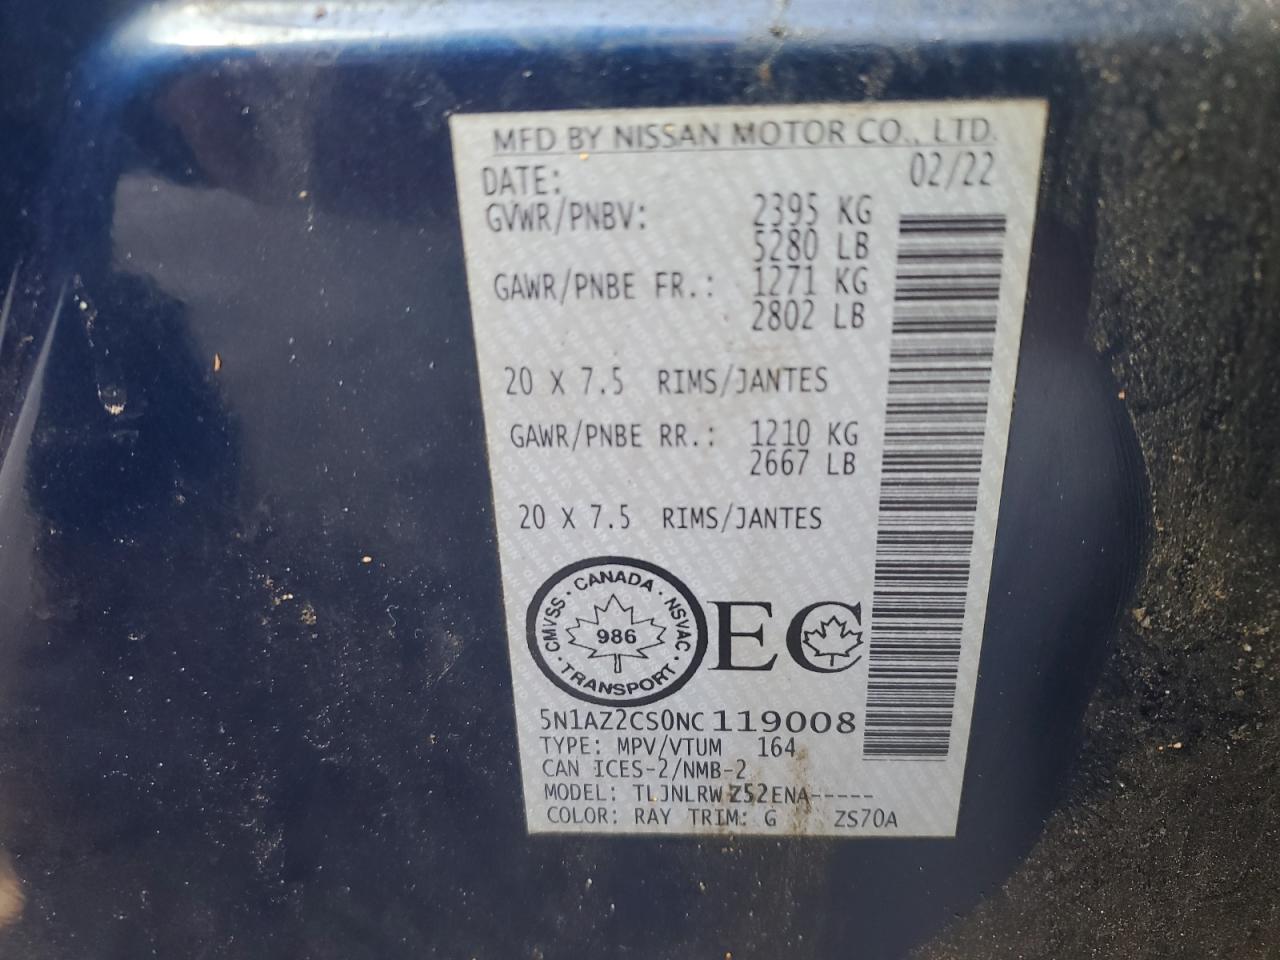 MFD BY NISSAN MOTOR CO., LTD.
DATE: 02/22
GVWR/PNBV: 2395 KG
5280 LB
GAWR/PNBE FR.: 1271 KG
2802 LB
20 X 7.5 RIMS/JANTES
GAWR/PNBE RR.: 1210 KG
2667 LB
20 X 7.5 RIMS/JANTES
CMVSS · CANADA · NSVAC · TRANSPORT ·
986
EC
5N1AZ2CS0NC119008
TYPE: MPV/VTUM 164
CAN ICES-2/NMB-2
MODEL: TLJNLRWZ52ENA-----
COLOR: RAY TRIM: G ZS70A